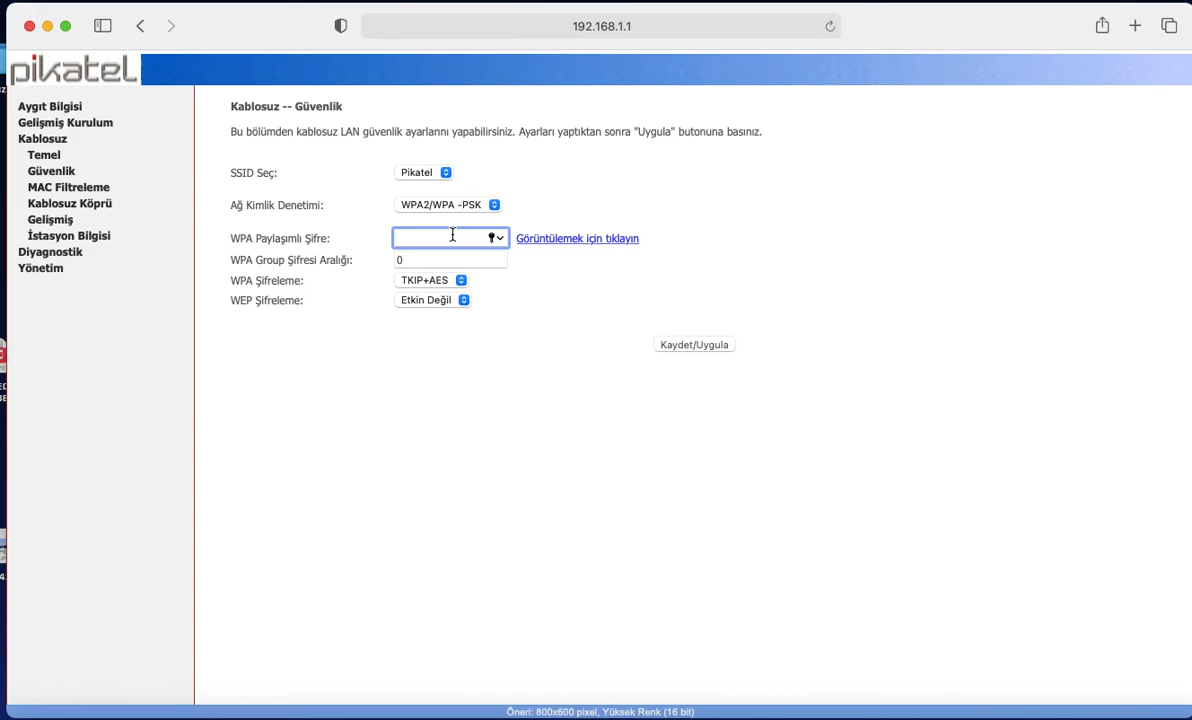 192.168.1.1
pikatel
Aygıt Bilgisi
Gelişmiş Kurulum
Kablosuz
Temel
Güvenlik
MAC Filtreleme
Kablosuz Köprü
Gelişmiş
İstasyon Bilgisi
Diyagnostik
Yönetim
Kablosuz -- Güvenlik
Bu bölümden kablosuz LAN güvenlik ayarlarını yapabilirsiniz. Ayarları yaptıktan sonra "Uygula" butonuna basınız.
SSID Seç: Pikatel
Ağ Kimlik Denetimi: WPA2/WPA -PSK
WPA Paylaşımlı Şifre: Görüntülemek için tıklayın
WPA Group Şifresi Aralığı: 0
WPA Şifreleme: TKIP+AES
WEP Şifreleme: Etkin Değil
Kaydet/Uygula
Öneri: 800x600 pixel, Yüksek Renk (16 bit)